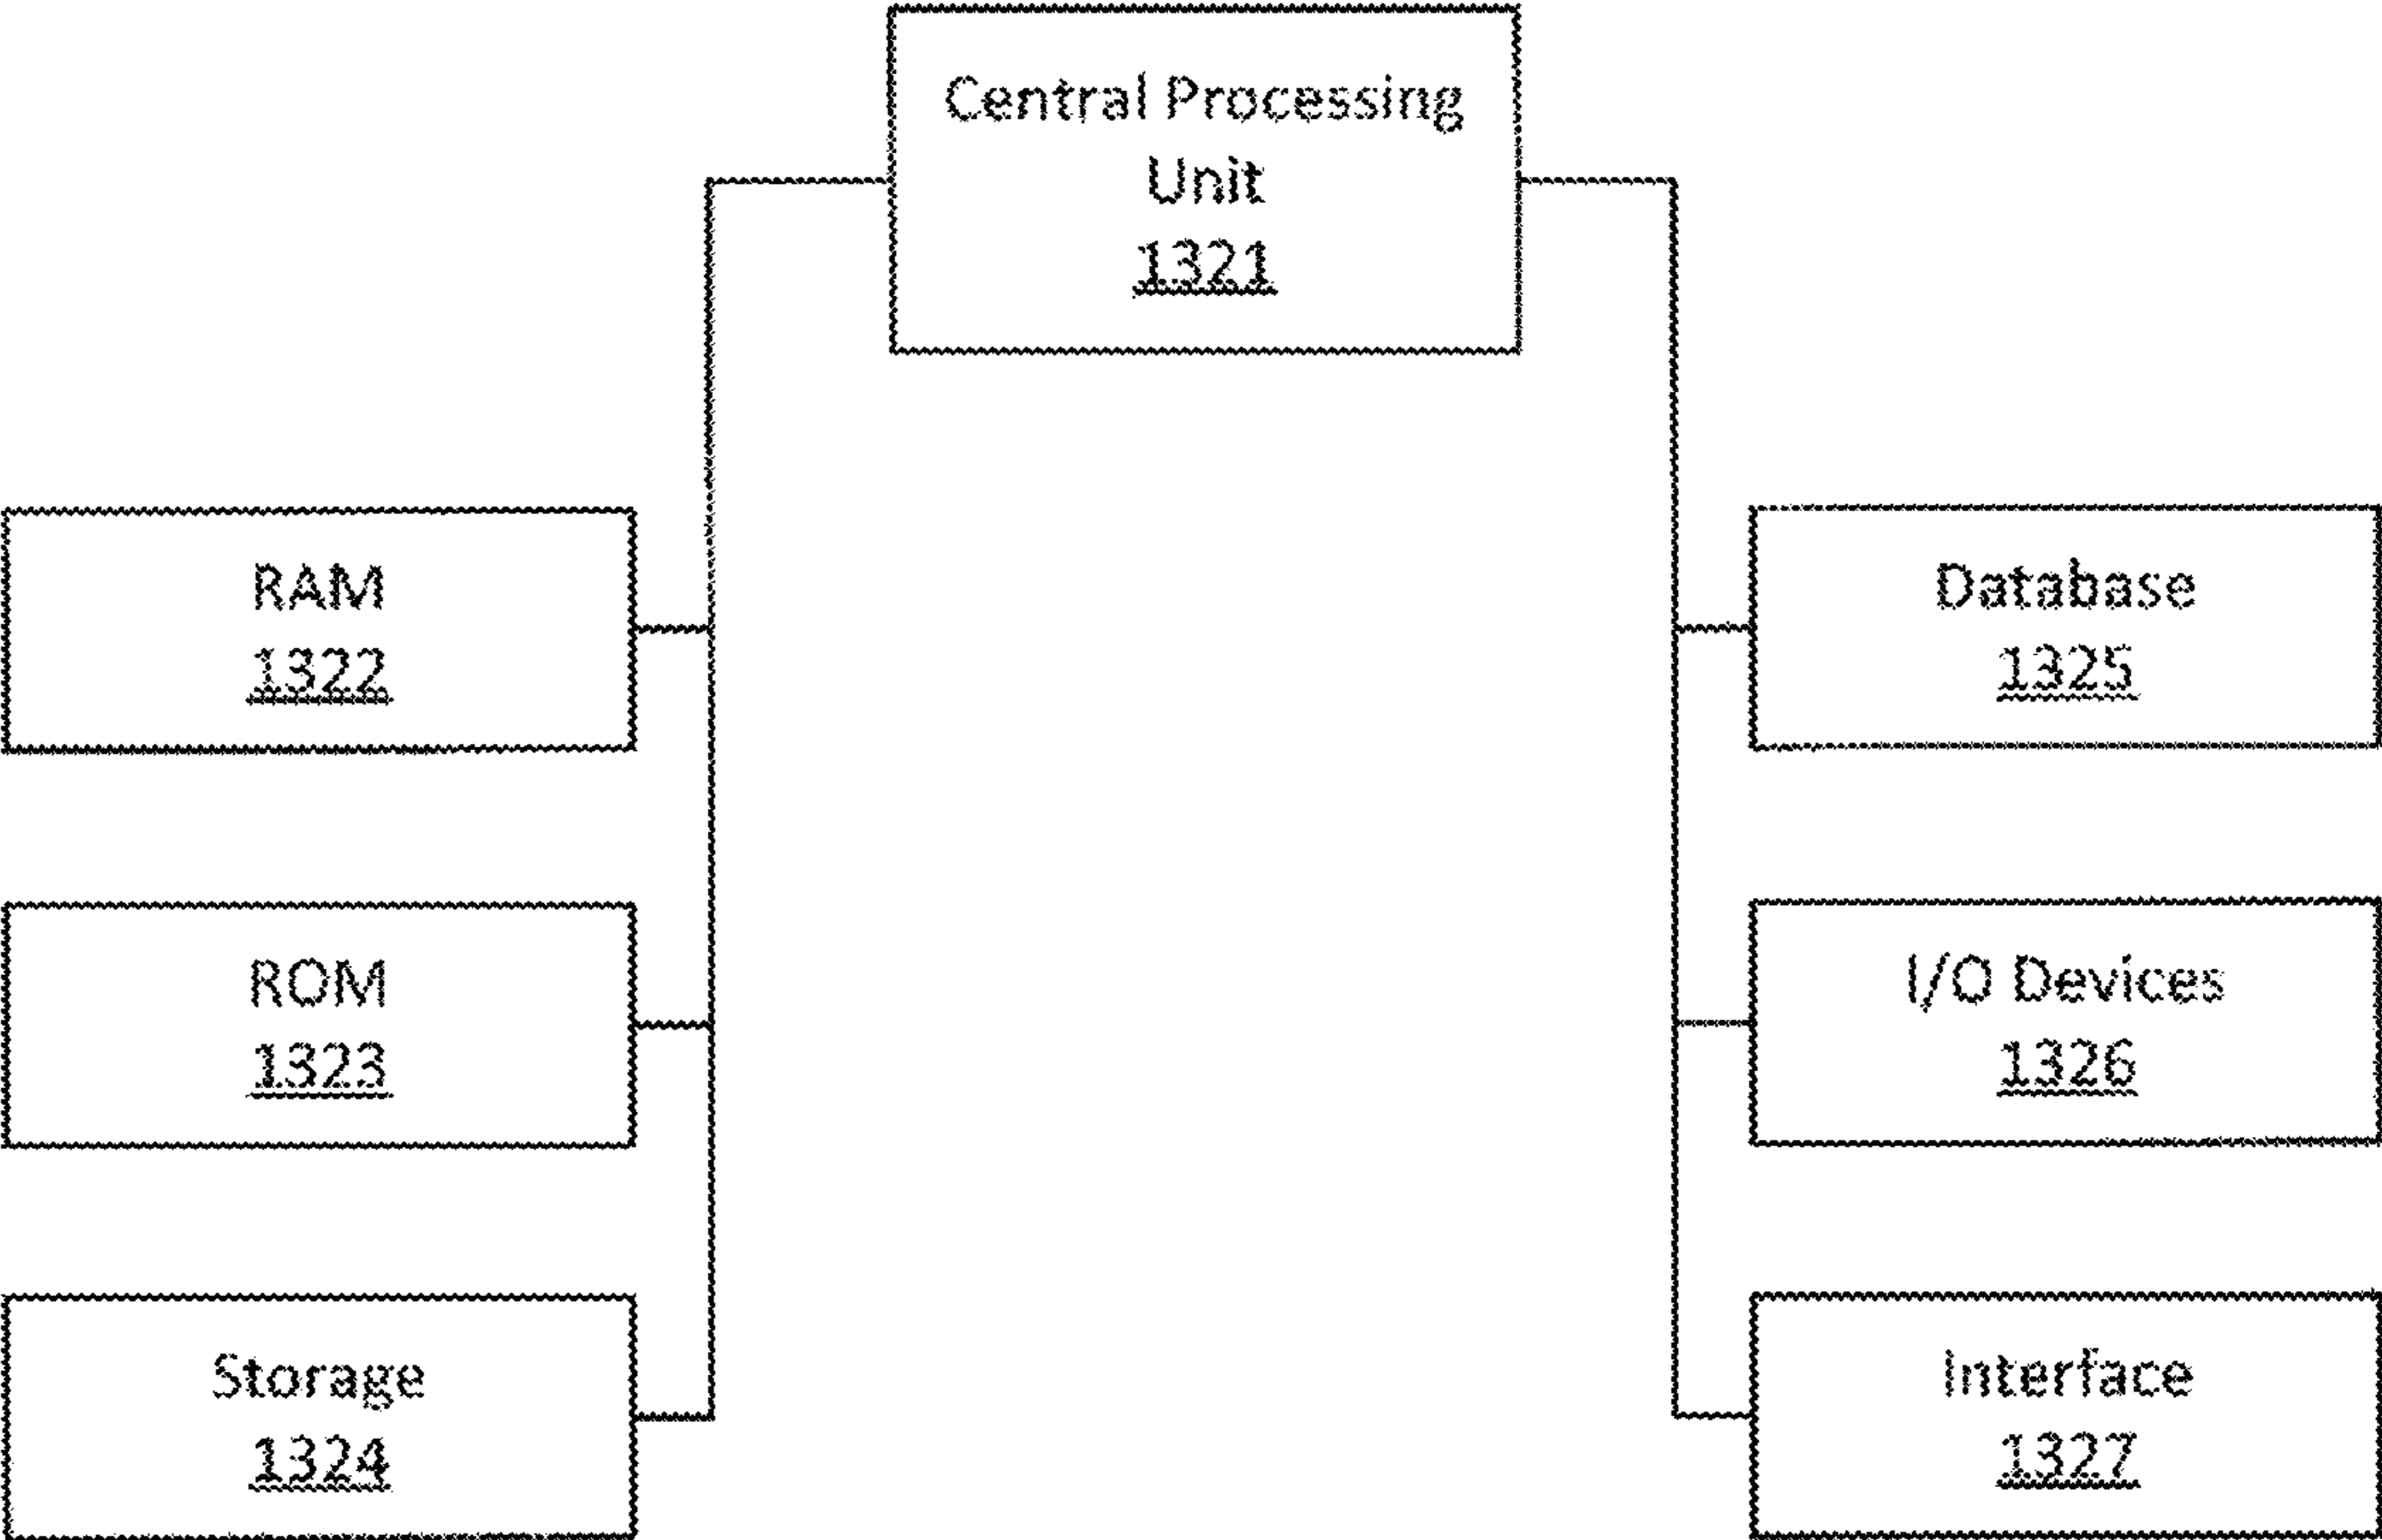 Central Processing
Unit
1321
RAM
1322
ROM
1323
Storage
1324
Database
1325
I/O Devices
1326
Interface
1327